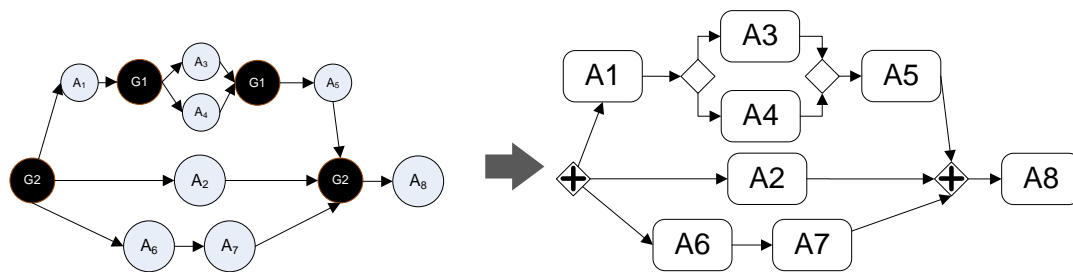 A₃
A₁ G1 G1 A₅
A₄
G2 A₂ G2 A₈
A₆ A₇
A3
A1 A5
A4
A2 A8
A6 A7